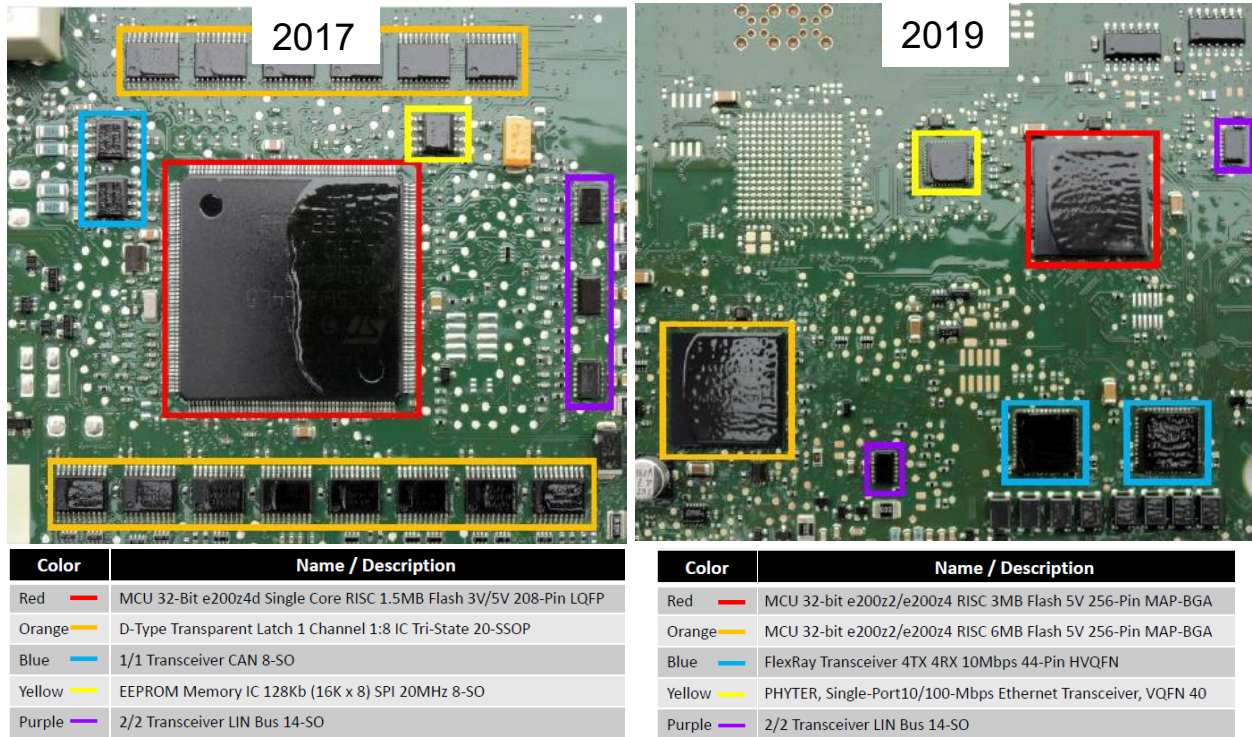 2017
2019
Color Name / Description
Red MCU 32-Bit e200z4d Single Core RISC 1.5MB Flash 3V/5V 208-Pin LQFP
Orange D-Type Transparent Latch 1 Channel 1:8 IC Tri-State 20-SSOP
Blue 1/1 Transceiver CAN 8-SO
Yellow EEPROM Memory IC 128Kb (16K x 8) SPI 20MHz 8-SO
Purple 2/2 Transceiver LIN Bus 14-SO
Color Name / Description
Red MCU 32-bit e200z2/e200z4 RISC 3MB Flash 5V 256-Pin MAP-BGA
Orange MCU 32-bit e200z2/e200z4 RISC 6MB Flash 5V 256-Pin MAP-BGA
Blue FlexRay Transceiver 4TX 4RX 10Mbps 44-Pin HVQFN
Yellow PHYTER, Single-Port10/100-Mbps Ethernet Transceiver, VQFN 40
Purple 2/2 Transceiver LIN Bus 14-SO